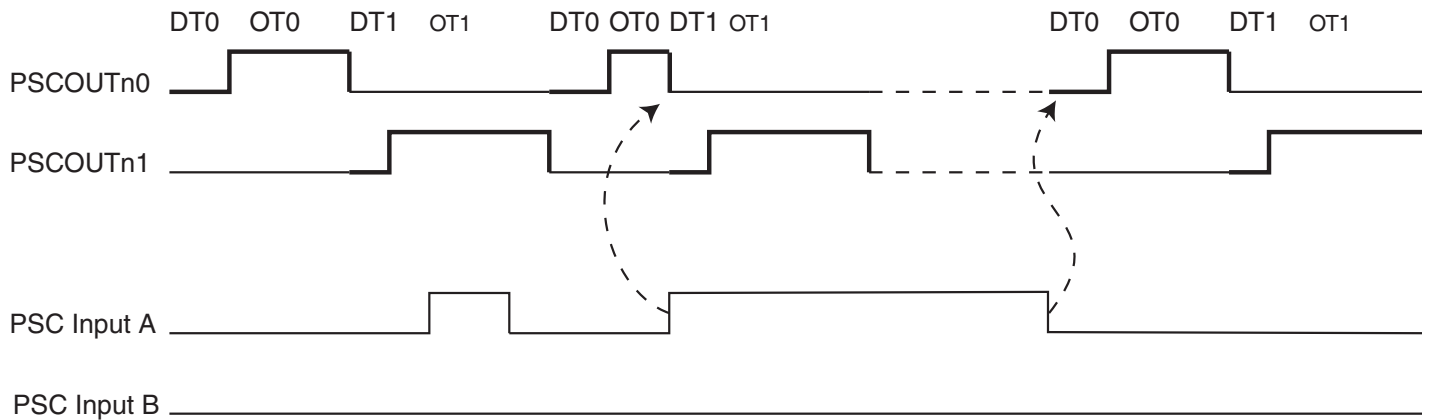 DT0 OT0 DT1 OT1 DT0 OT0 DT1 OT1 DT0 OT0 DT1 OT1
PSCOUTn0
PSCOUTn1
PSC Input A
PSC Input B